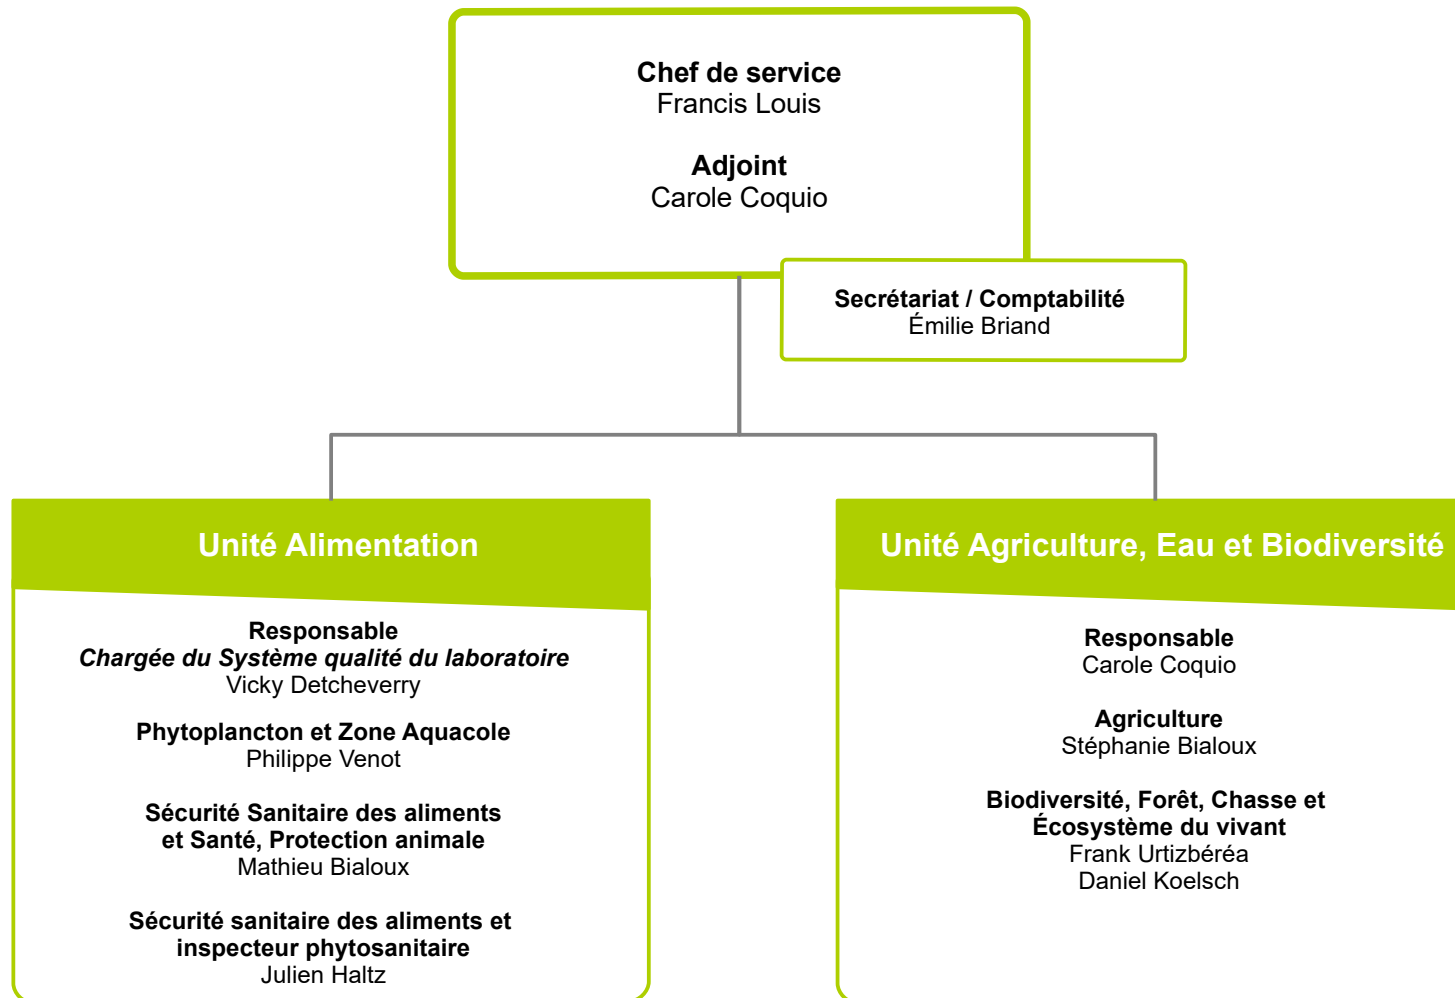 Chef de service
Francis Louis
Adjoint
Carole Coquio
Secrétariat / Comptabilité
Émilie Briand
Unité Alimentation
Responsable
Chargée du Système qualité du laboratoire
Vicky Detcheverry
Phytoplancton et Zone Aquacole
Philippe Venot
Sécurité Sanitaire des aliments
et Santé, Protection animale
Mathieu Bialoux
Sécurité sanitaire des aliments et
inspecteur phytosanitaire
Julien Haltz
Unité Agriculture, Eau et Biodiversité
Responsable
Carole Coquio
Agriculture
Stéphanie Bialoux
Biodiversité, Forêt, Chasse et
Écosystème du vivant
Frank Urtizbéréa
Daniel Koelsch